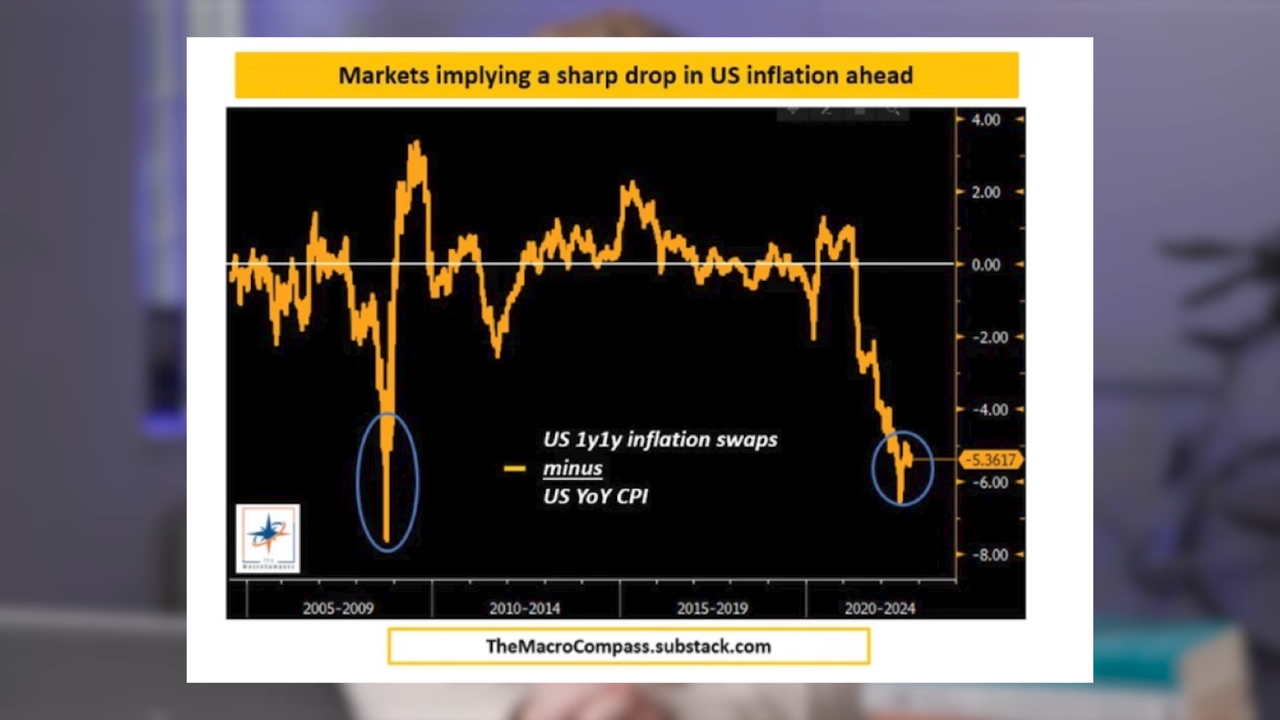 Markets implying a sharp drop in US inflation ahead
4.00
2.00
0.00
-2.00
-4.00
US 1y1y inflation swaps
minus
US YoY CPI
-5.3617
-6.00
-8.00
2005-2009
2010-2014
2015-2019
2020-2024
TheMacroCompass.substack.com